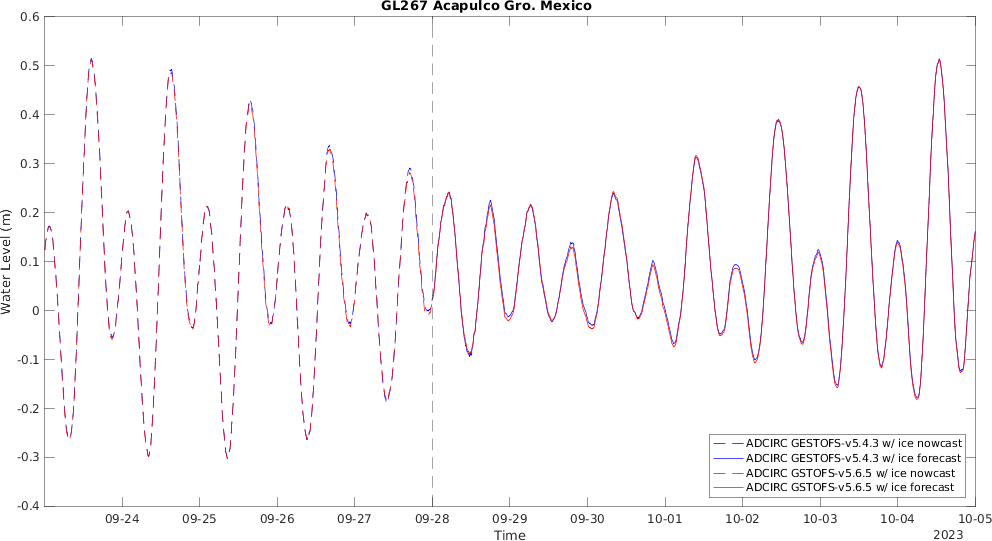 GL267 Acapulco Gro. Mexico
0.6
0.5
0.4
0.3
0.2
0.1
0
-0.1
-0.2
-0.3
-0.4
Water Level (m)
ADCIRC GESTOFS-v5.4.3 w/ ice nowcast
ADCIRC GESTOFS-v5.4.3 w/ ice forecast
ADCIRC GSTOFS-v5.6.5 w/ ice nowcast
ADCIRC GSTOFS-v5.6.5 w/ ice forecast
09-24 09-25 09-26 09-27 09-28 09-29 09-30 10-01 10-02 10-03 10-04 10-05
Time
2023